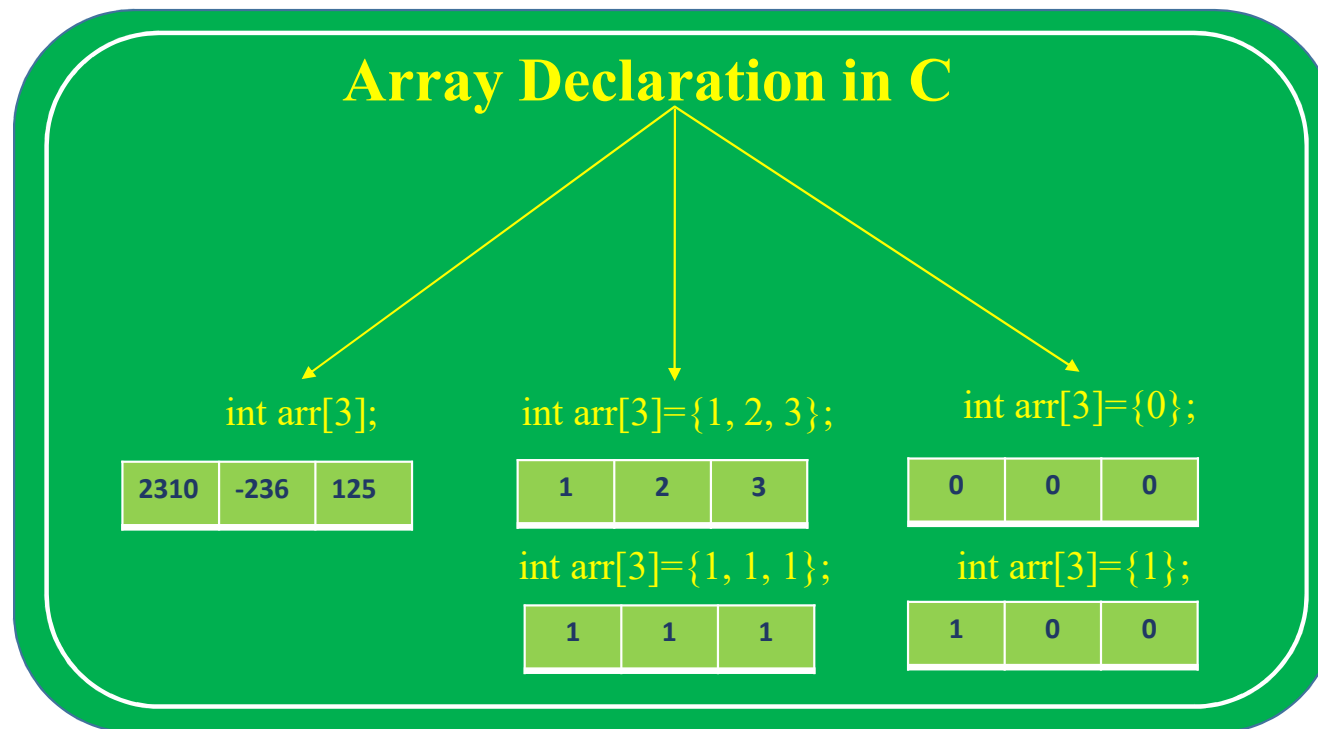 Array Declaration in C
int arr[3]; int arr[3]={1, 2, 3}; int arr[3]={0};
2310 -236 125 1 2 3 0 0 0
int arr[3]={1, 1, 1}; int arr[3]={1};
1 1 1 1 0 0